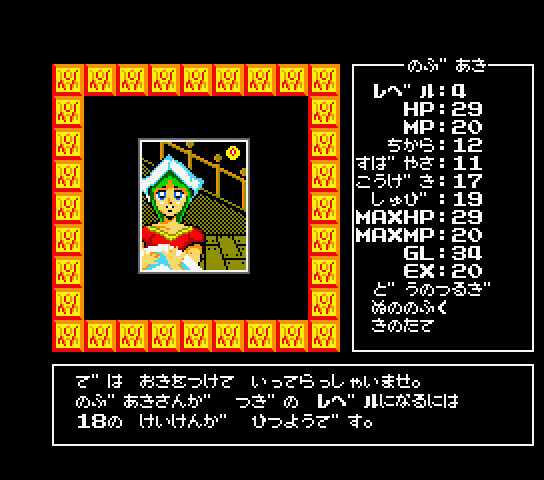 のぶ゛あき
レベ゛ル:4
HP:29
MP:20
ちから:12
すば゛やさ:11
こうげ゛き:17
しゅび゛:19
MAXHP:29
MAXMP:20
GL:34
EX:20
ど゛うのつるぎ゛
ぬののふく
きのたて
で゛は おきをつけて いってらっしゃいませ。
のぶ゛あきさんが゛ つぎ゛の レベ゛ルになるには
18の けいけんが゛ ひつようで゛す。